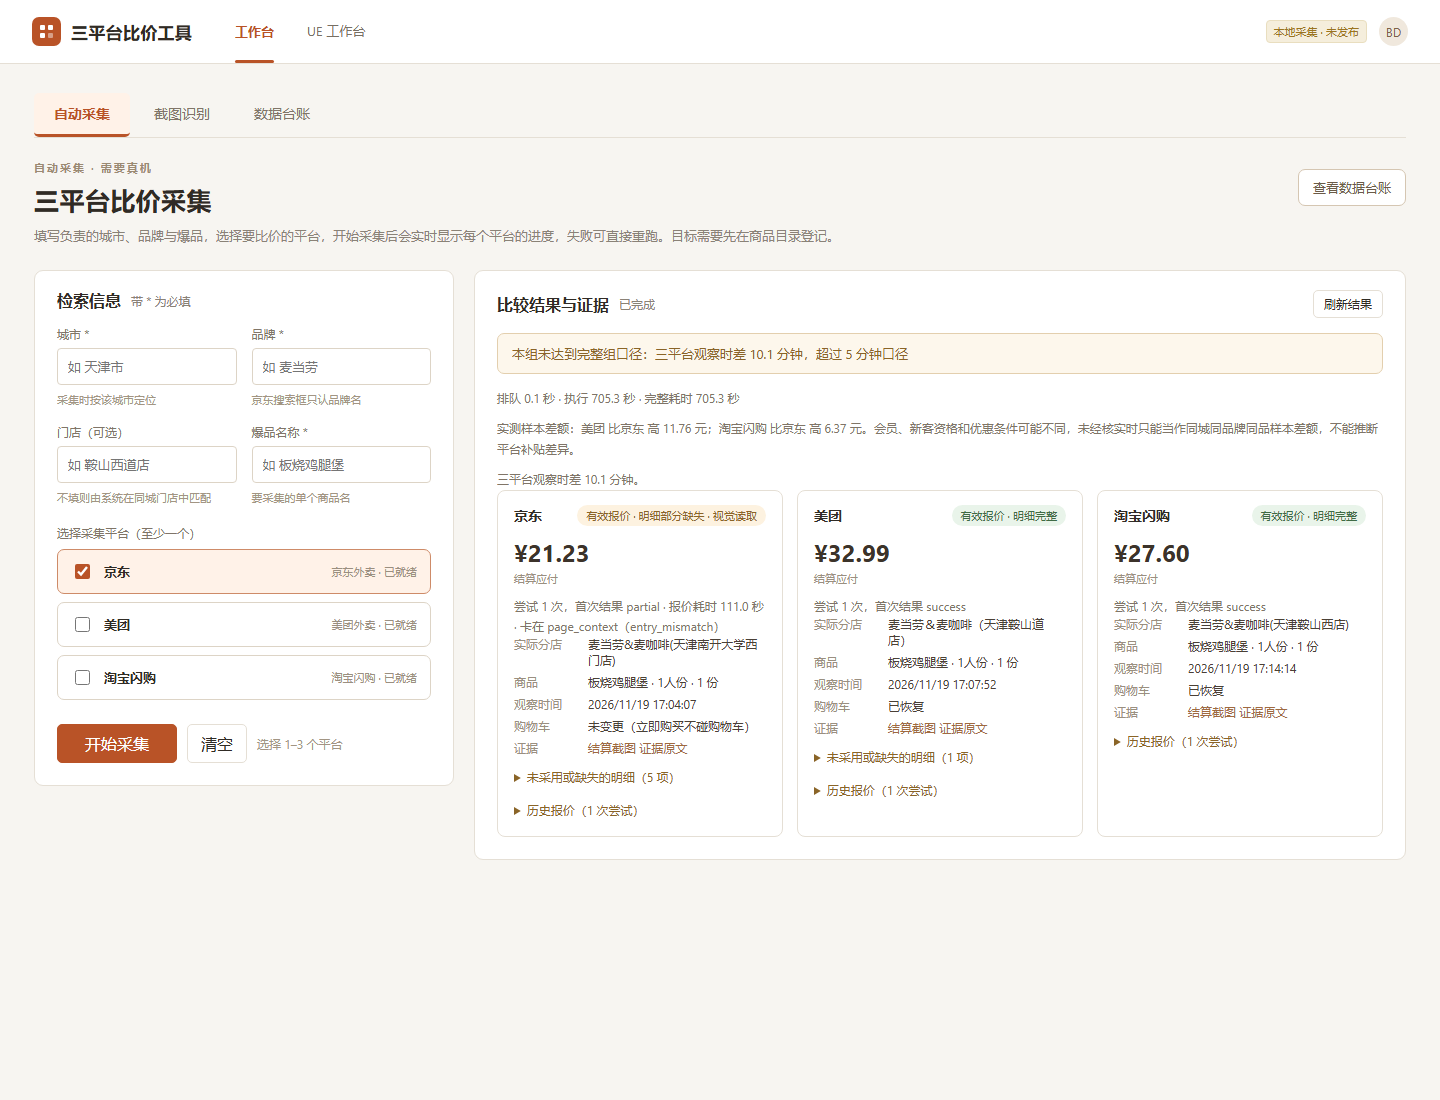 三平台比价工具
工作台
UE 工作台
本地采集 · 未发布
BD
自动采集
截图识别
数据台账
自动采集 · 需要真机
三平台比价采集
查看数据台账
填写负责的城市、品牌与爆品，选择要比价的平台，开始采集后会实时显示每个平台的进度，失败可直接重跑。目标需要先在商品目录登记。
检索信息 带 * 为必填
城市 *
品牌 *
如 天津市
如 麦当劳
采集时按该城市定位
京东搜索框只认品牌名
门店（可选）
爆品名称 *
如 鞍山西道店
如 板烧鸡腿堡
不填则由系统在同城门店中匹配
要采集的单个商品名
选择采集平台（至少一个）
京东
京东外卖 · 已就绪
美团
美团外卖 · 已就绪
淘宝闪购
淘宝闪购 · 已就绪
开始采集
清空
选择 1–3 个平台
比较结果与证据 已完成
刷新结果
本组未达到完整组口径：三平台观察时差 10.1 分钟，超过 5 分钟口径
排队 0.1 秒 · 执行 705.3 秒 · 完整耗时 705.3 秒
实测样本差额：美团 比京东 高 11.76 元；淘宝闪购 比京东 高 6.37 元。会员、新客资格和优惠条件可能不同，未经核实时只能当作同城同品牌同品样本差额，不能推断
平台补贴差异。
三平台观察时差 10.1 分钟。
京东
有效报价 · 明细部分缺失 · 视觉读取
¥21.23
结算应付
尝试 1 次，首次结果 partial · 报价耗时 111.0 秒
· 卡在 page_context（entry_mismatch）
实际分店 麦当劳&麦咖啡(天津南开大学西
门店)
商品 板烧鸡腿堡 · 1人份 · 1 份
观察时间 2026/11/19 17:04:07
购物车 未变更（立即购买不碰购物车）
证据 结算截图 证据原文
▶ 未采用或缺失的明细（5 项）
▶ 历史报价（1 次尝试）
美团
有效报价 · 明细完整
¥32.99
结算应付
尝试 1 次，首次结果 success
实际分店 麦当劳＆麦咖啡（天津鞍山道
店）
商品 板烧鸡腿堡 · 1人份 · 1 份
观察时间 2026/11/19 17:07:52
购物车 已恢复
证据 结算截图 证据原文
▶ 未采用或缺失的明细（1 项）
▶ 历史报价（1 次尝试）
淘宝闪购
有效报价 · 明细完整
¥27.60
结算应付
尝试 1 次，首次结果 success
实际分店 麦当劳&麦咖啡(天津鞍山西店)
商品 板烧鸡腿堡 · 1人份 · 1 份
观察时间 2026/11/19 17:14:14
购物车 已恢复
证据 结算截图 证据原文
▶ 历史报价（1 次尝试）